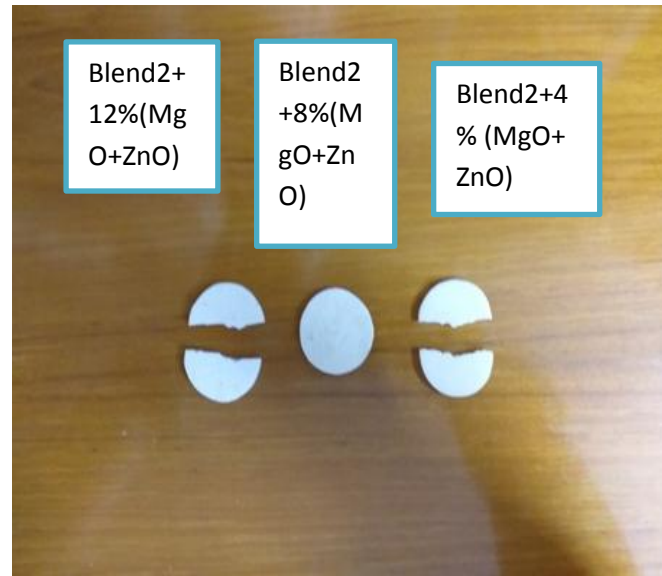 Blend2+
12%(Mg
O+ZnO)
Blend2
+8%(M
gO+Zn
O)
Blend2+4
% (MgO+
ZnO)